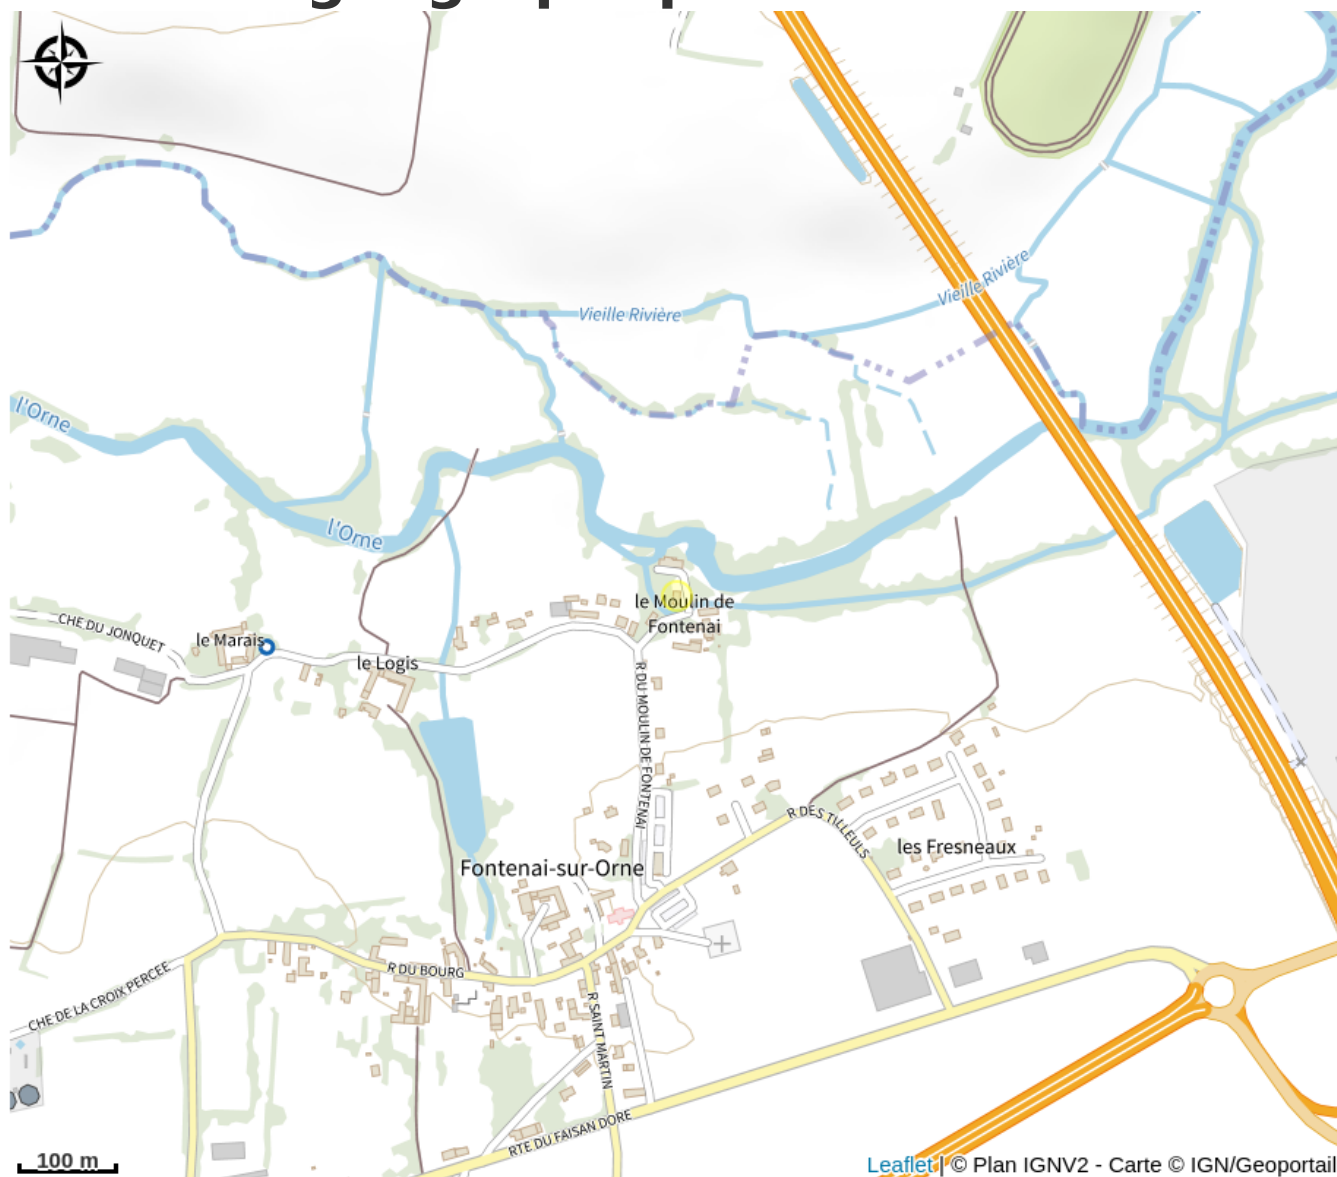 Vieille Rivière
Vieille Rivière
l'Orne
l'Orne
le Moulin de
Fontenai
CHE DU JONQUET
le Marais
le Logis
R DU MOULIN DE FONTENAI
R DES TILLEULS
les Fresneaux
Fontenai-sur-Orne
R DU BOURG
CHE DE LA CROIX PERCEE
R SAINT MARTIN
RTE DU FAISAN DORE
100 m
Leaflet | © Plan IGNV2 - Carte © IGN/Geoportail